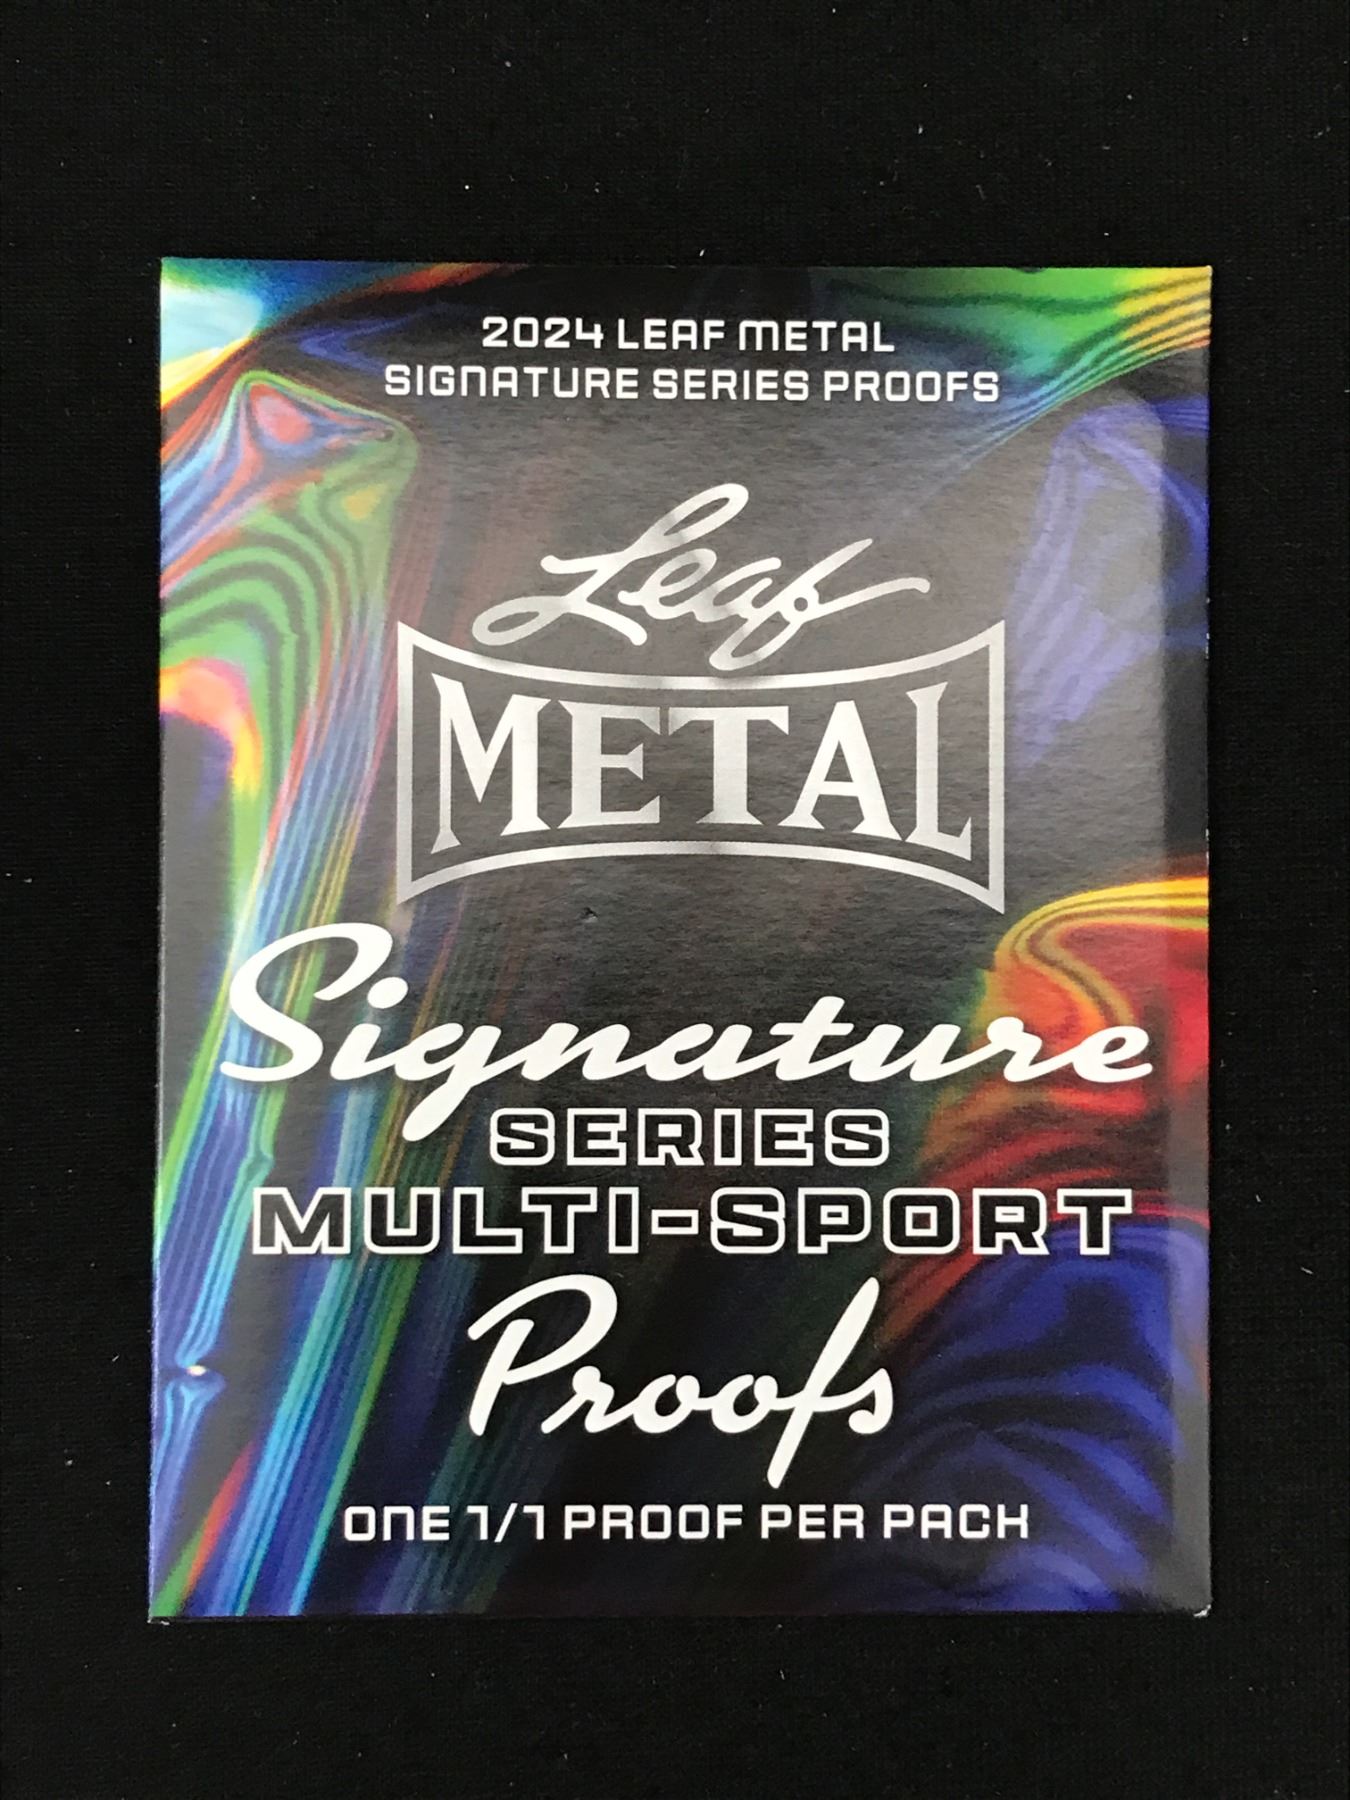 2024 LEAF METAL
SIGNATURE SERIES PROOFS
Leaf
METAL
Signature
SERIES
MULTI-SPORT
Proofs
ONE 1/1 PROOF PER PACK